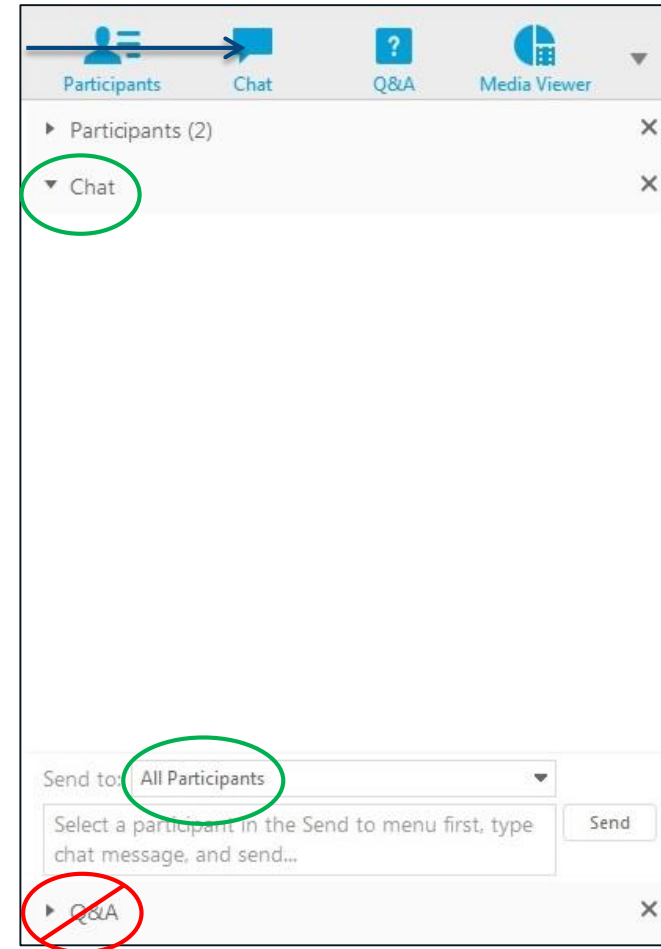 Participants Chat Q&A Media Viewer
Participants (2)
Chat
Send to: All Participants
Select a participant in the Send to menu first, type
chat message, and send...
Send
Q&A